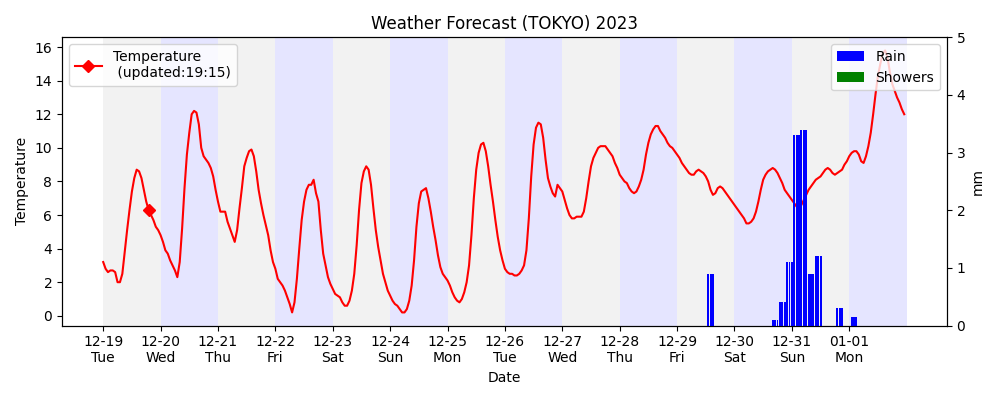 Weather Forecast (TOKYO) 2023
Temperature
(updated:19:15)
Rain
Showers
Temperature
16
14
12
10
8
6
4
2
0
5
4
3
2
1
0
mm
12-19 12-20 12-21 12-22 12-23 12-24 12-25 12-26 12-27 12-28 12-29 12-30 12-31 01-01
Tue Wed Thu Fri Sat Sun Mon Tue Wed Thu Fri Sat Sun Mon
Date